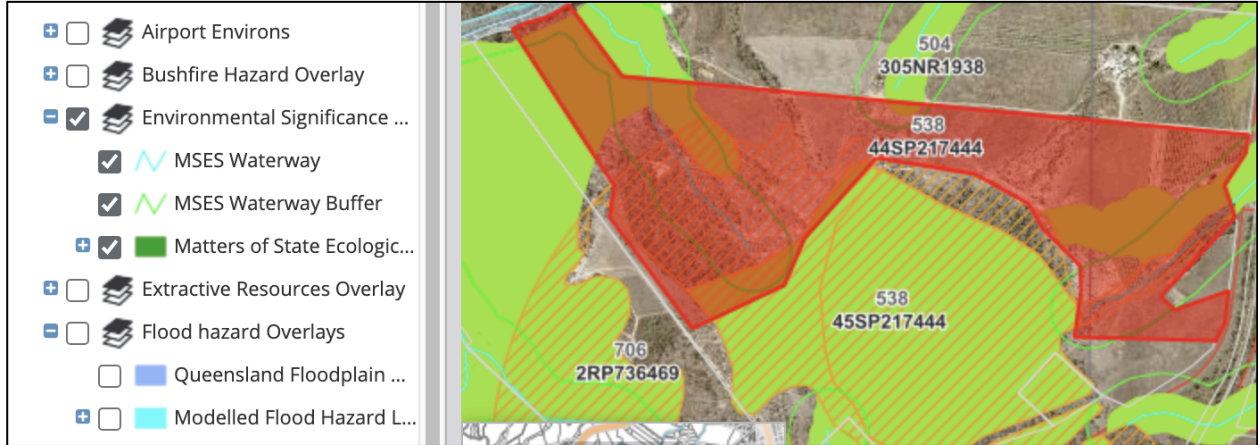 Airport Environs
Bushfire Hazard Overlay
Environmental Significance ...
MSES Waterway
MSES Waterway Buffer
Matters of State Ecologic...
Extractive Resources Overlay
Flood hazard Overlays
Queensland Floodplain ...
Modelled Flood Hazard L...
504
305NR1938
538
44SP217444
538
45SP217444
706
2RP736469